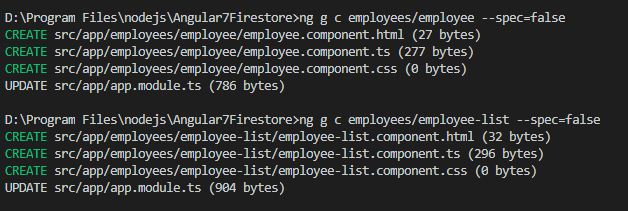 D:\Program Files\nodejs\Angular7Firestore>ng g c employees/employee --spec=false
CREATE src/app/employees/employee/employee.component.html (27 bytes)
CREATE src/app/employees/employee/employee.component.ts (277 bytes)
CREATE src/app/employees/employee/employee.component.css (0 bytes)
UPDATE src/app/app.module.ts (786 bytes)
D:\Program Files\nodejs\Angular7Firestore>ng g c employees/employee-list --spec=false
CREATE src/app/employees/employee-list/employee-list.component.html (32 bytes)
CREATE src/app/employees/employee-list/employee-list.component.ts (296 bytes)
CREATE src/app/employees/employee-list/employee-list.component.css (0 bytes)
UPDATE src/app/app.module.ts (904 bytes)